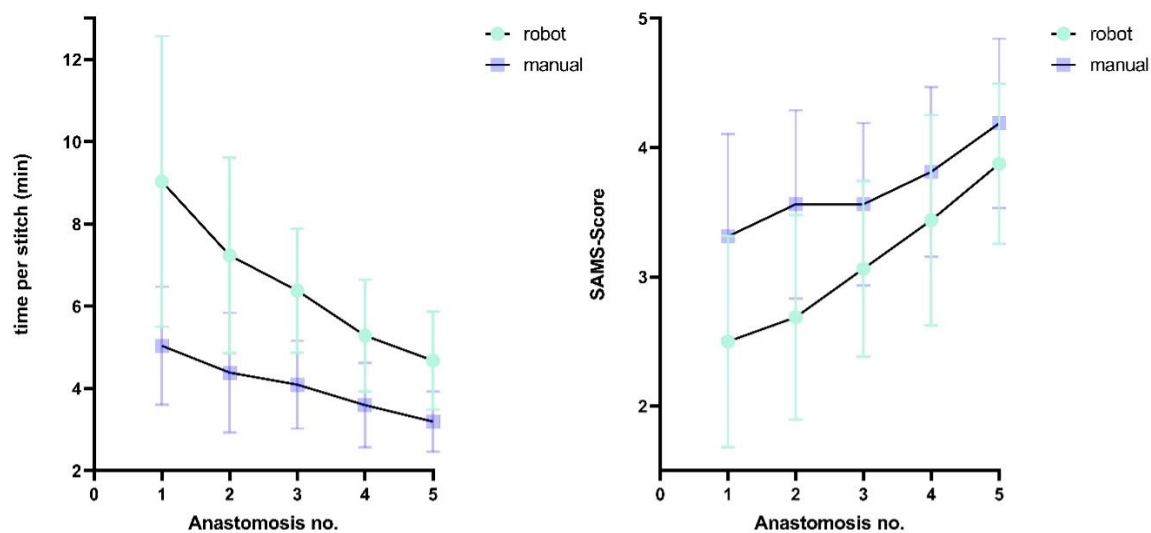 robot
manual
12
10
8
6
4
2
time per stitch (min)
0 1 2 3 4 5
Anastomosis no.
robot
manual
5
4
3
2
SAMS-Score
0 1 2 3 4 5
Anastomosis no.